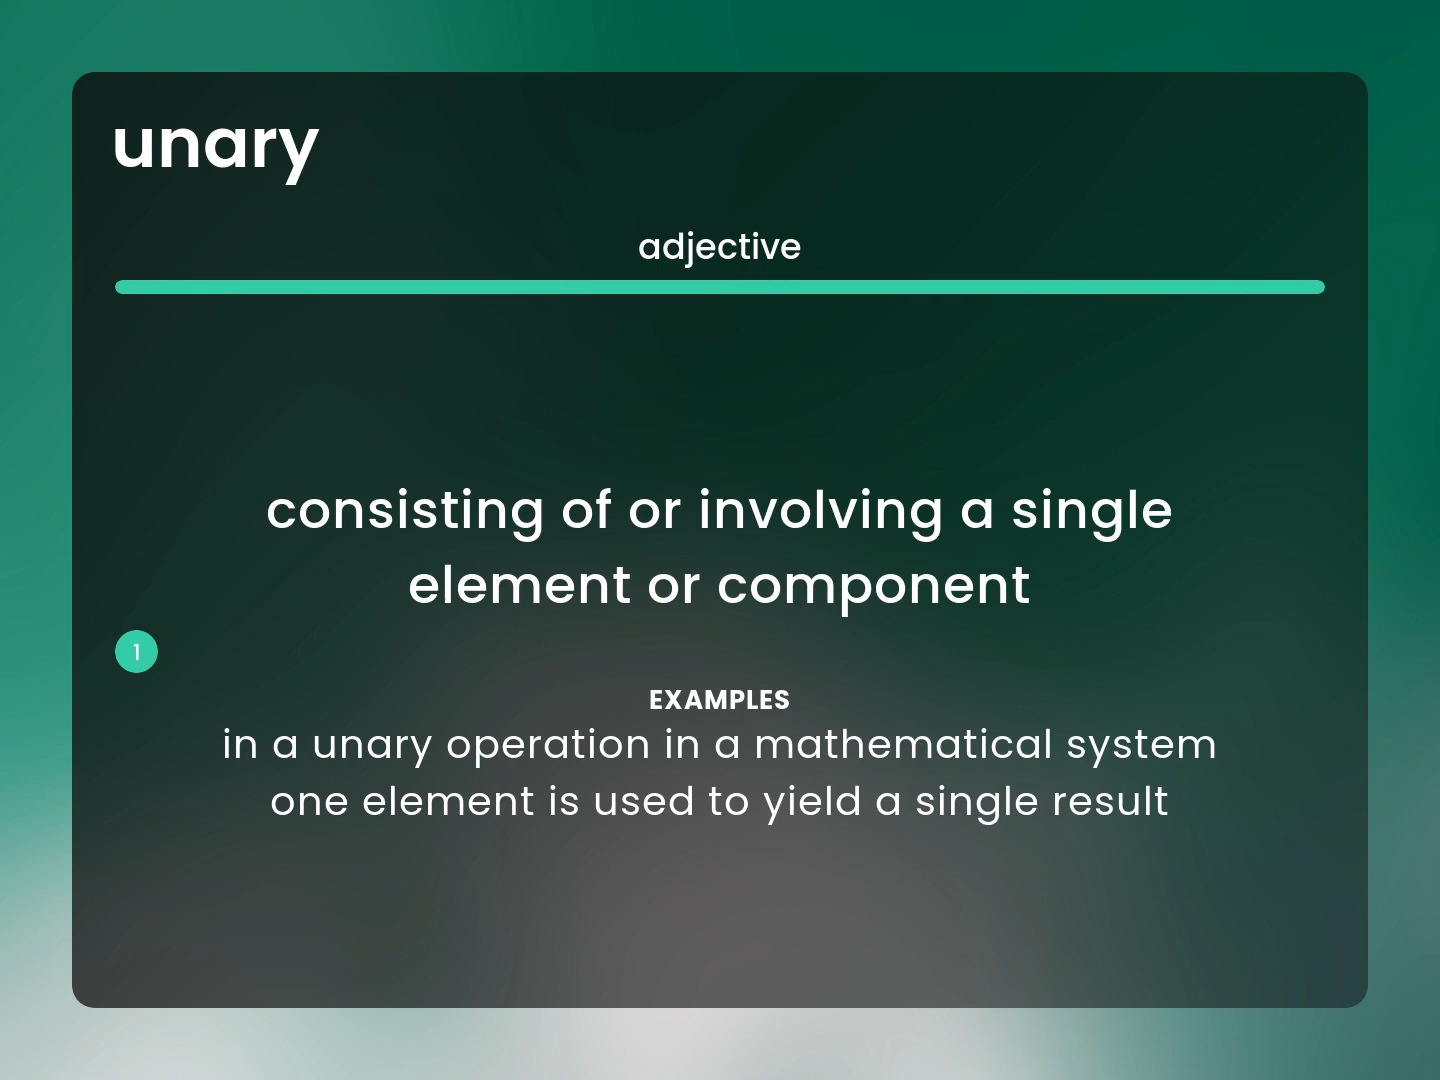 unary
adjective
consisting of or involving a single
element or component
1
EXAMPLES
in a unary operation in a mathematical system
one element is used to yield a single result